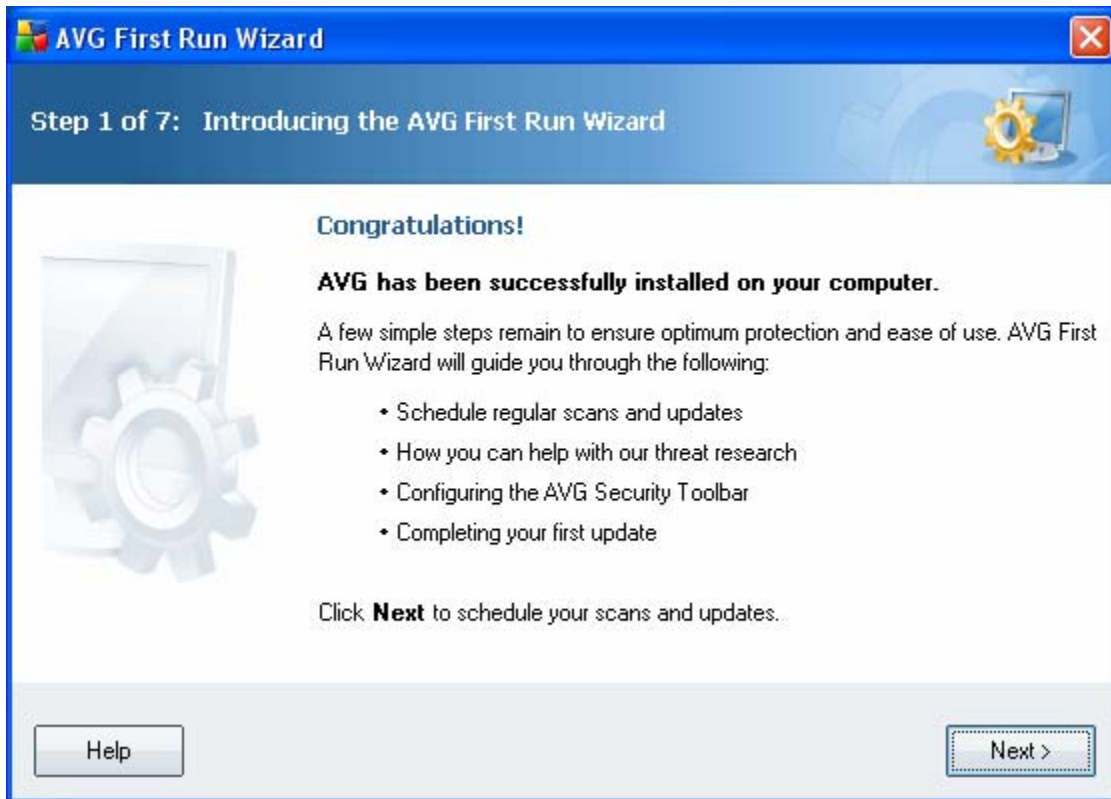 AVG First Run Wizard
Step 1 of 7: Introducing the AVG First Run Wizard
Congratulations!
AVG has been successfully installed on your computer.
A few simple steps remain to ensure optimum protection and ease of use. AVG First
Run Wizard will guide you through the following:
• Schedule regular scans and updates
• How you can help with our threat research
• Configuring the AVG Security Toolbar
• Completing your first update
Click Next to schedule your scans and updates.
Help
Next >